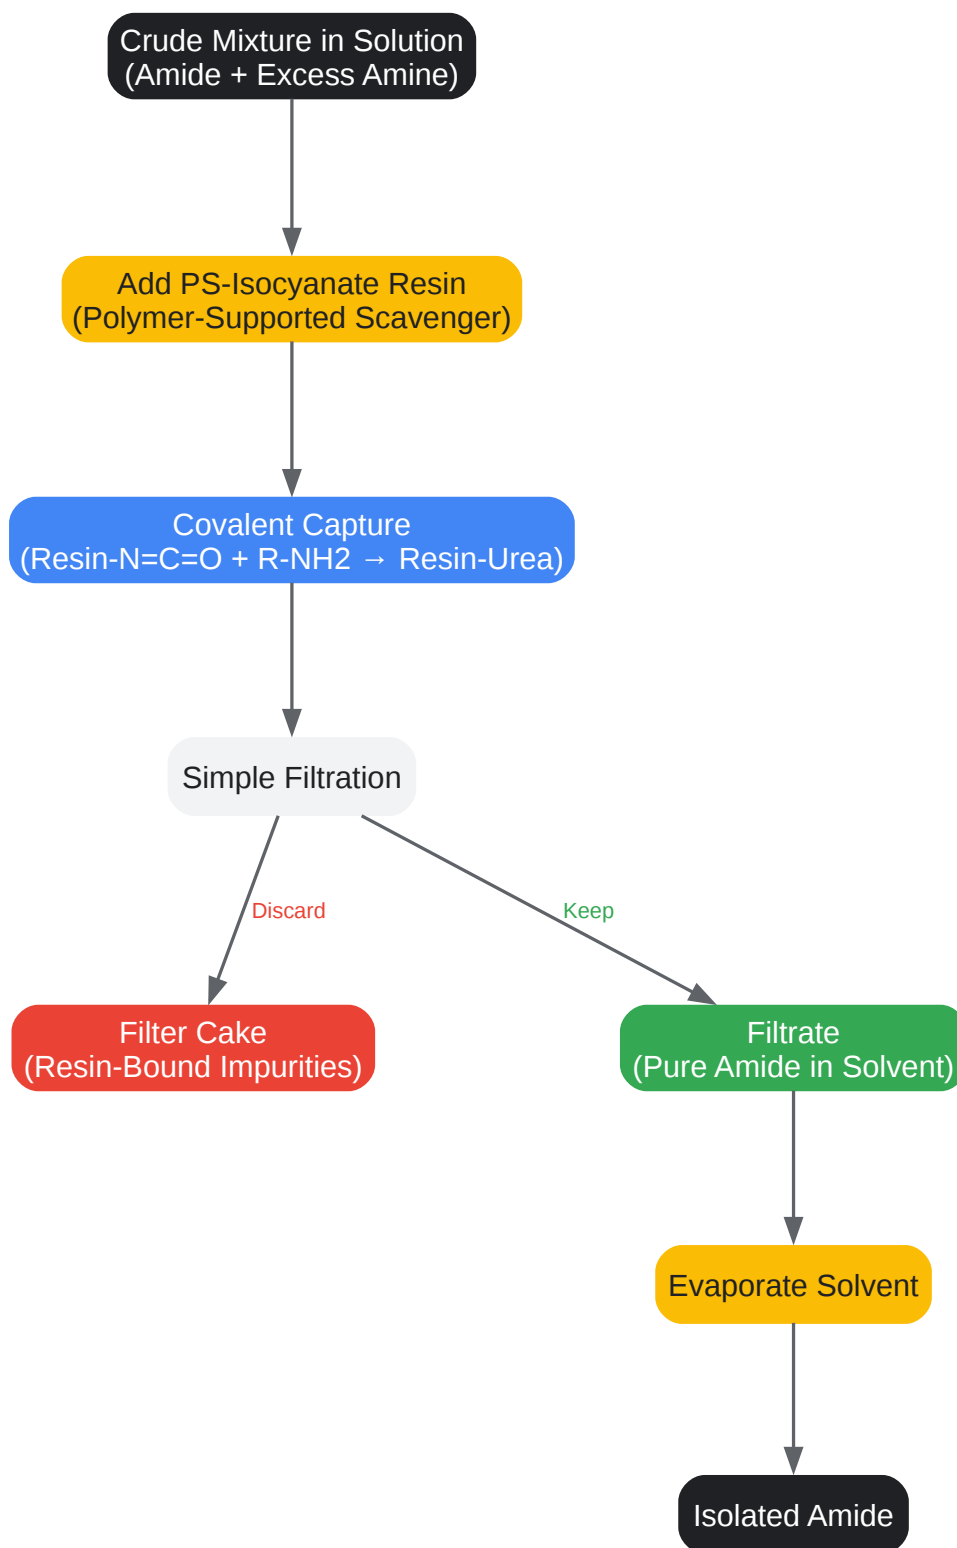 Crude Mixture in Solution
(Amide + Excess Amine)
Add PS-Isocyanate Resin
(Polymer-Supported Scavenger)
Covalent Capture
(Resin-N=C=O + R-NH2 → Resin-Urea)
Simple Filtration
Discard
Keep
Filter Cake
(Resin-Bound Impurities)
Filtrate
(Pure Amide in Solvent)
Evaporate Solvent
Isolated Amide